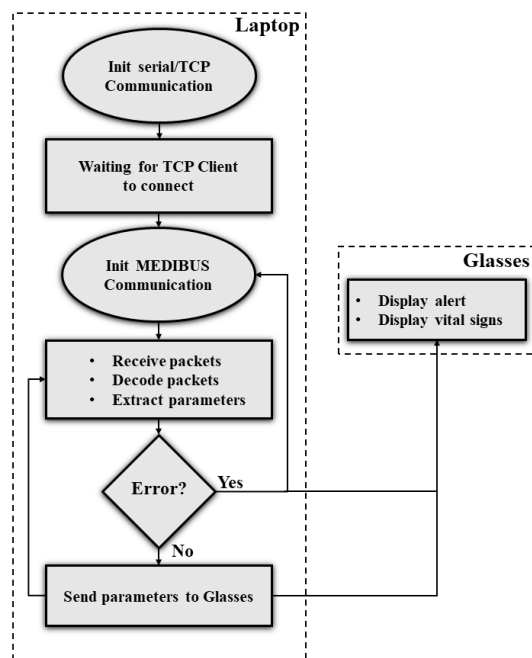 Laptop
Init serial/TCP
Communication
Waiting for TCP Client
to connect
Init MEDIBUS
Communication
Glasses
• Display alert
• Display vital signs
• Receive packets
• Decode packets
• Extract parameters
Error?
Yes
No
Send parameters to Glasses